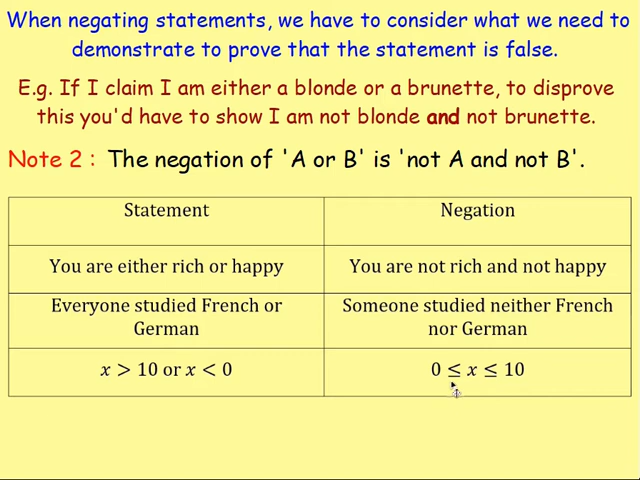 When negating statements, we have to consider what we need to
demonstrate to prove that the statement is false.
E.g. If I claim I am either a blonde or a brunette, to disprove
this you'd have to show I am not blonde and not brunette.
Note 2 : The negation of 'A or B' is 'not A and not B'.
Statement
Negation
You are either rich or happy
You are not rich and not happy
Everyone studied French or
German
Someone studied neither French
nor German
x > 10 or x < 0
0 ≤ x ≤ 10